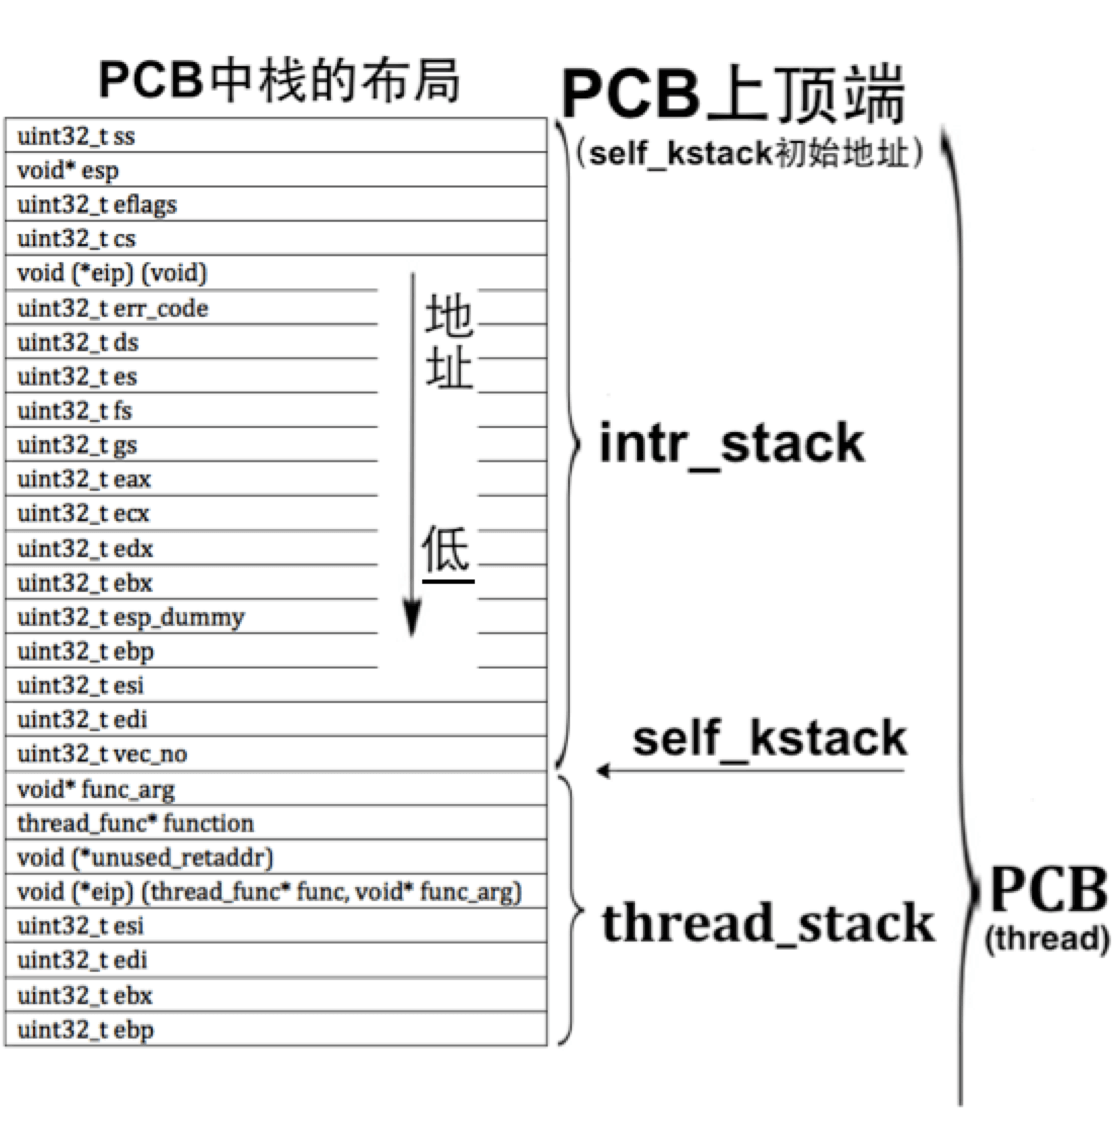 PCB中栈的布局
PCB上顶端
(self_kstack初始地址)
uint32_t ss
void* esp
uint32_t eflags
uint32_t cs
void (*eip) (void)
uint32_t err_code
uint32_t ds
uint32_t es
uint32_t fs
uint32_t gs
uint32_t eax
uint32_t ecx
uint32_t edx
uint32_t ebx
uint32_t esp_dummy
uint32_t ebp
uint32_t esi
uint32_t edi
uint32_t vec_no
void* func_arg
thread_func* function
void (*unused_retaddr)
void (*eip) (thread_func* func, void* func_arg)
uint32_t esi
uint32_t edi
uint32_t ebx
uint32_t ebp
地
址
低
intr_stack
self_kstack
thread_stack
PCB
(thread)